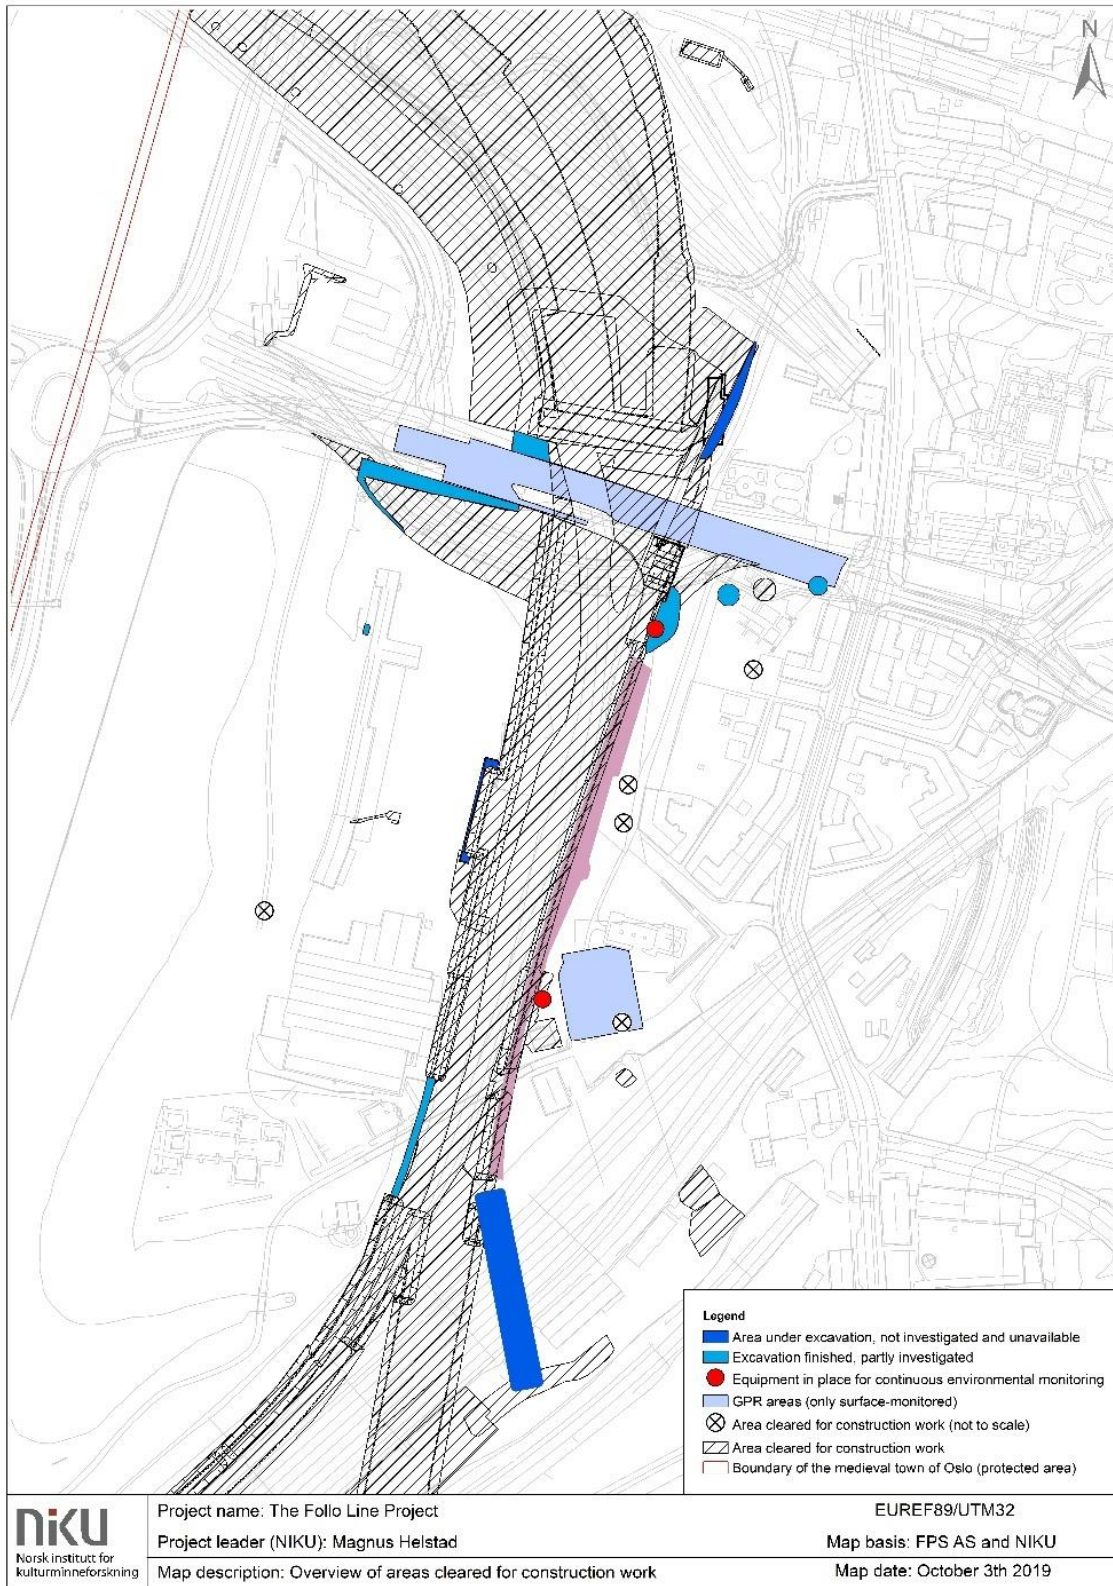 N
Legend
Area under excavation, not investigated and unavailable
Excavation finished, partly investigated
Equipment in place for continuous environmental monitoring
GPR areas (only surface-monitored)
Area cleared for construction work (not to scale)
Area cleared for construction work
Boundary of the medieval town of Oslo (protected area)
niku
Norsk institutt for
kulturminneforskning
Project name: The Follo Line Project
Project leader (NIKU): Magnus Helstad
Map description: Overview of areas cleared for construction work
EUREF89/UTM32
Map basis: FPS AS and NIKU
Map date: October 3th 2019